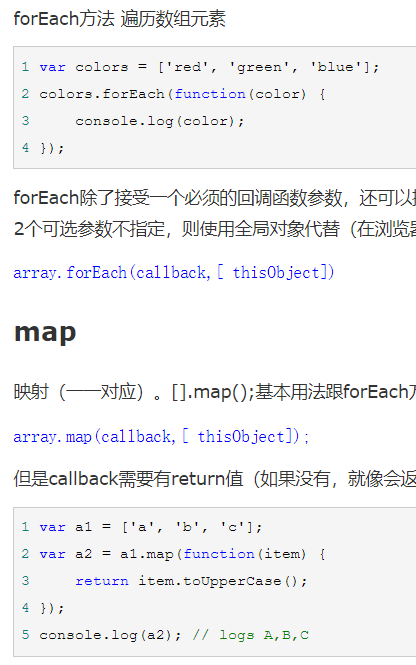 forEach方法 遍历数组元素
1 var colors = ['red', 'green', 'blue'];
2 colors.forEach(function(color) {
3     console.log(color);
4 });
forEach除了接受一个必须的回调函数参数，还可以
2个可选参数不指定，则使用全局对象代替（在浏览
array.forEach(callback,[ thisObject])
map
映射（一一对应）。[].map();基本用法跟forEach
array.map(callback,[ thisObject]);
但是callback需要有return值（如果没有，就像会返
1 var a1 = ['a', 'b', 'c'];
2 var a2 = a1.map(function(item) {
3     return item.toUpperCase();
4 });
5 console.log(a2); // logs A,B,C